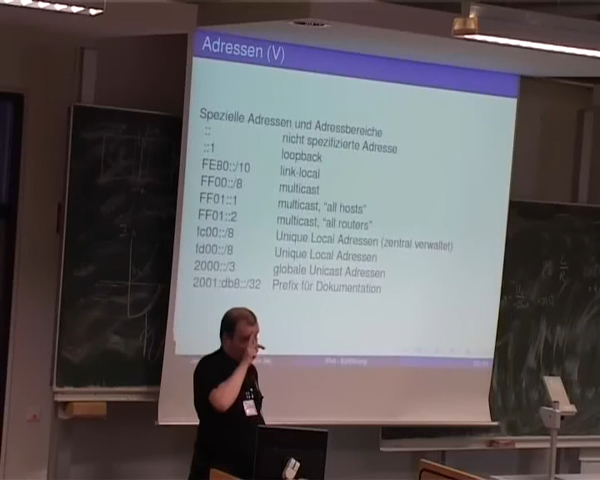 Adressen (V)
Spezielle Adressen und Adressbereiche
:: nicht spezifizierte Adresse
::1 loopback
FE80::/10 link-local
FF00::/8 multicast
FF01::1 multicast, "all hosts"
FF01::2 multicast, "all routers"
fc00::/8 Unique Local Adressen (zentral verwaltet)
fd00::/8 Unique Local Adressen
2000::/3 globale Unicast Adressen
2001:db8::/32 Prefix für Dokumentation